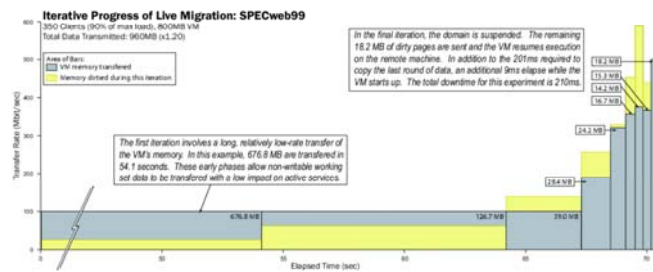 Iterative Progress of Live Migration: SPECweb99
350 Clients (90% of max load), 800MB VM
Total Data Transmitted: 960MB (x1.20)
In the final iteration, the domain is suspended. The remaining
18.2 MB of dirty pages are sent and the VM resumes execution
on the remote machine. In addition to the 201ms required to
copy the last round of data, an additional 9ms elapse while the
VM starts up. The total downtime for this experiment is 210ms.
Area of Bars:
VM memory transferred
Memory dirtied during this iteration
The first iteration involves a long, relatively low-rate transfer of
the VM's memory. In this example, 676.8 MB are transferred in
54.1 seconds. These early phases allow non-writable working
set data to be transferred with a low impact on active services.
18.2 MB
15.3 MB
14.2 MB
16.7 MB
24.2 MB
28.4 MB
676.8 MB
126.7 MB
39.0 MB
Transfer Rate (Mbit/sec)
600
500
400
300
200
100
0
0
50
55
60
65
70
Elapsed Time (sec)